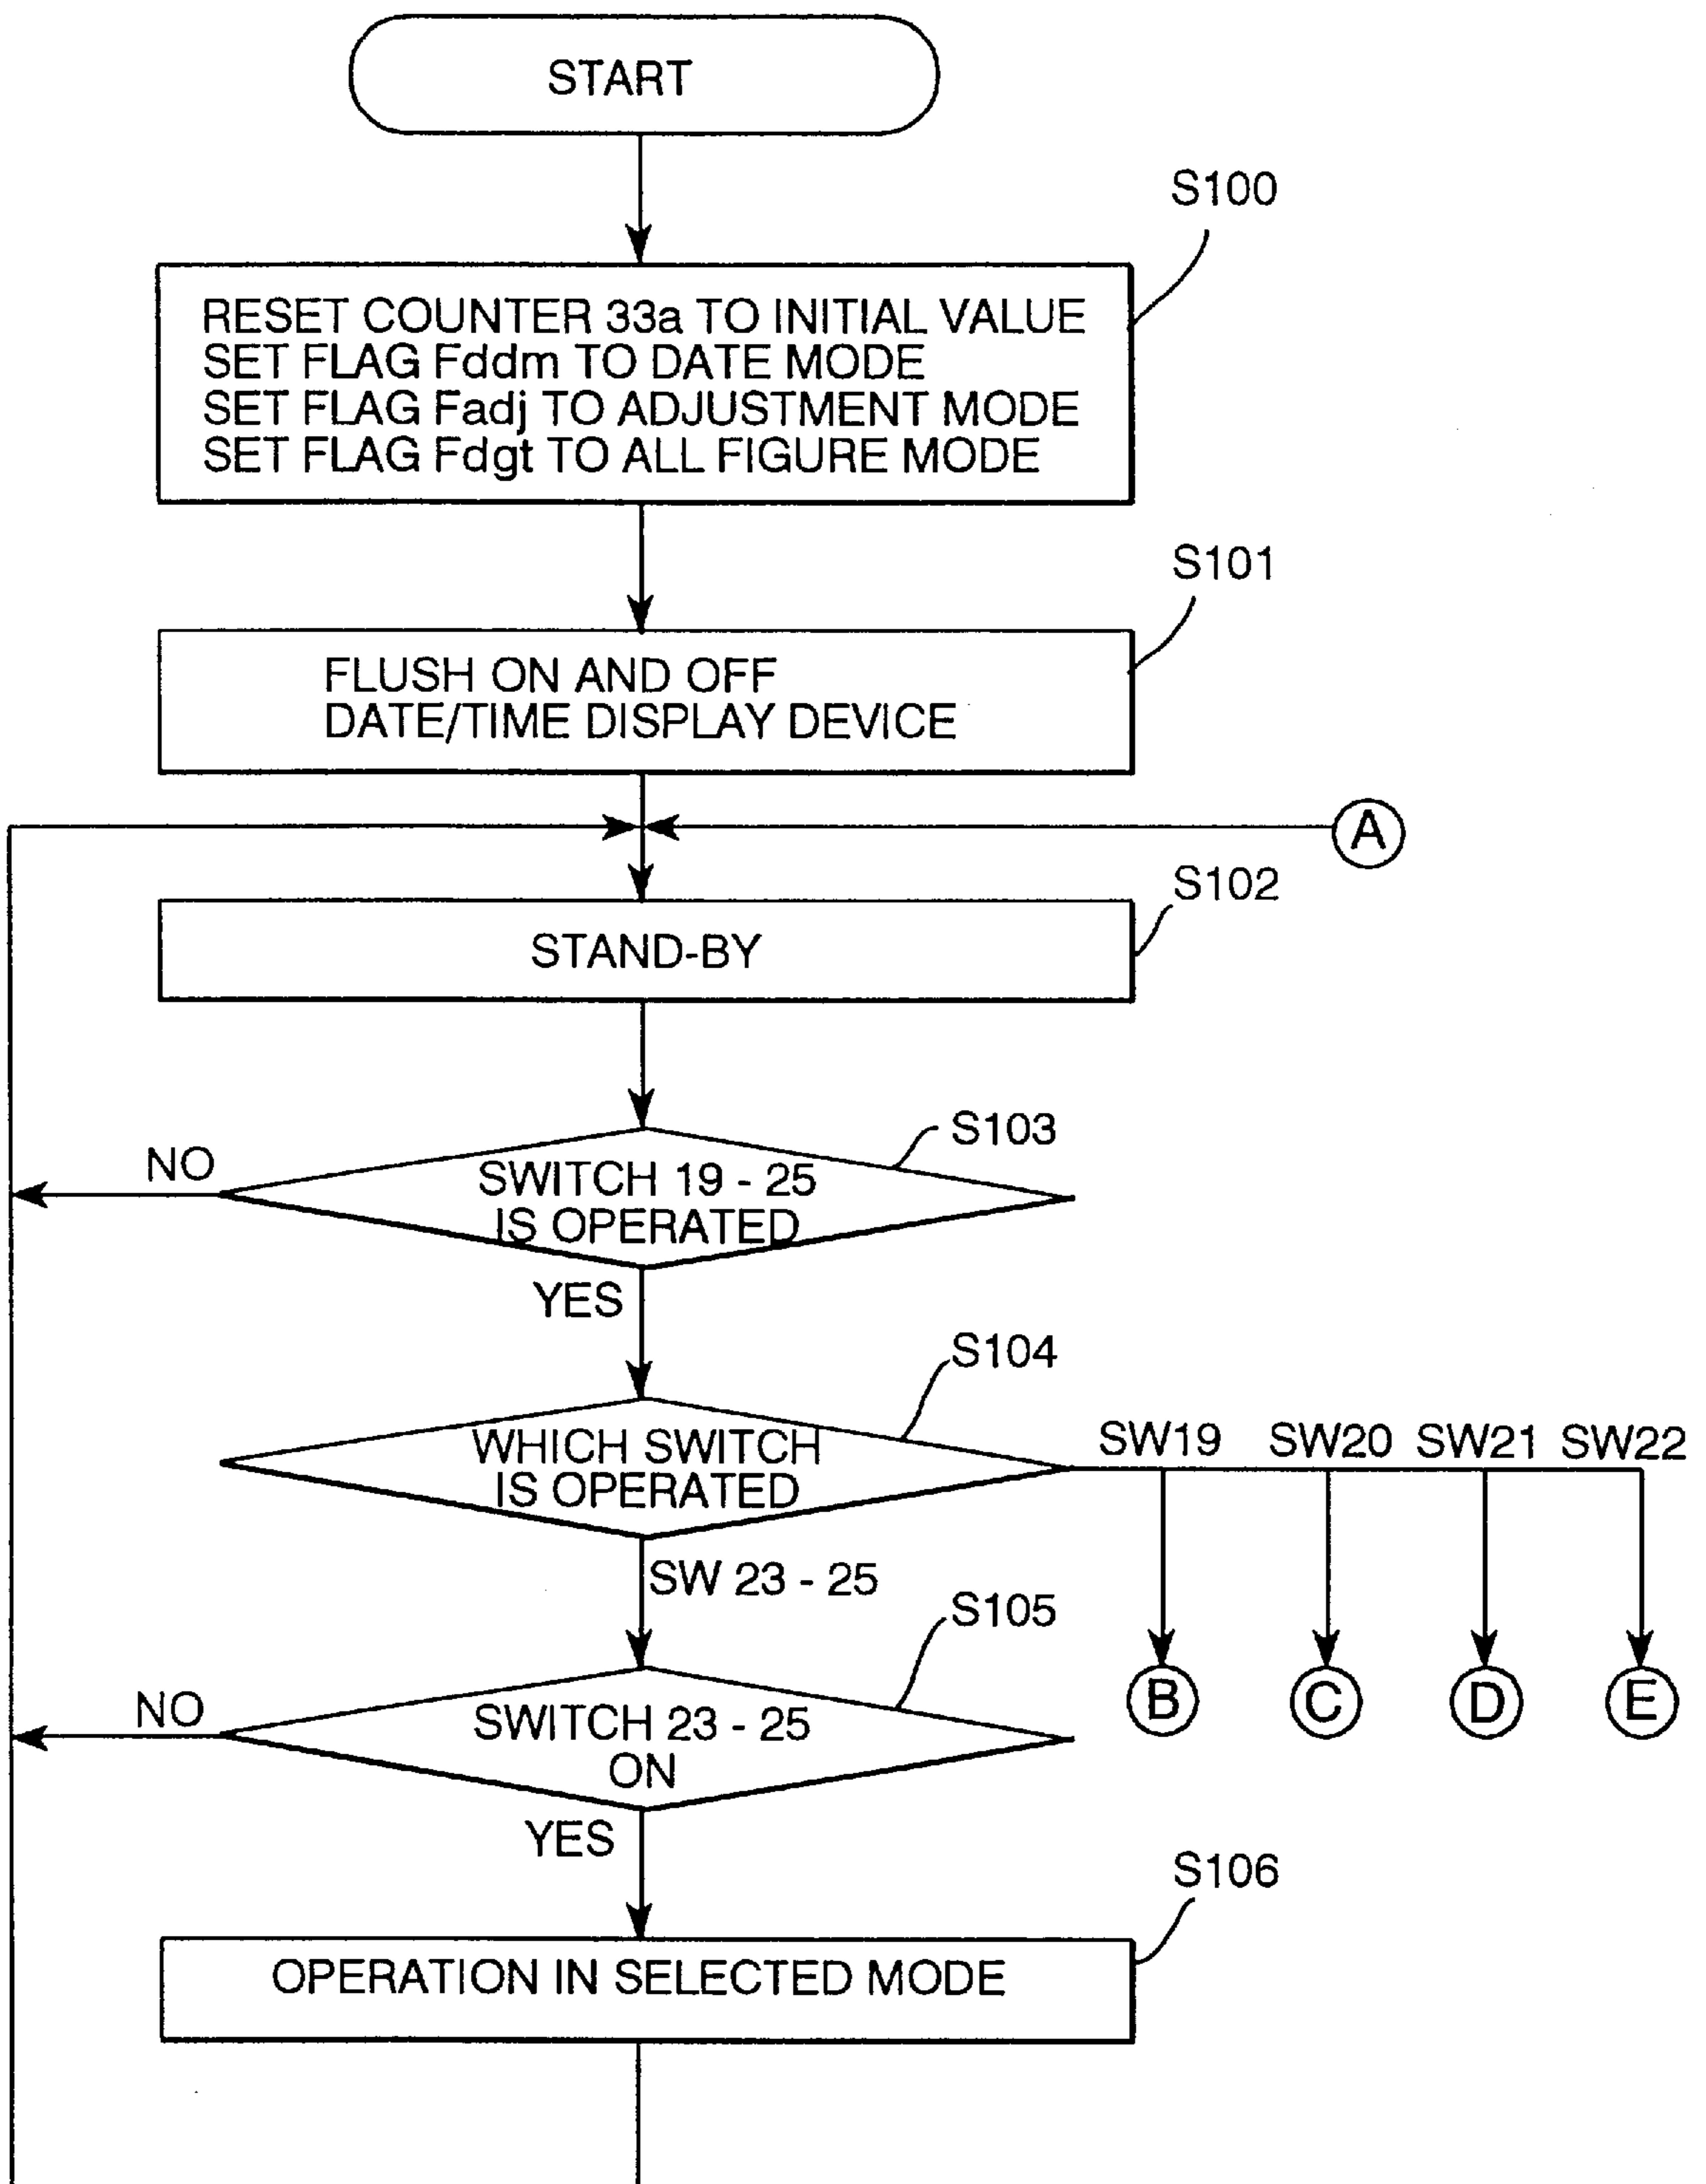 START
S100
RESET COUNTER 33a TO INITIAL VALUE
SET FLAG Fddm TO DATE MODE
SET FLAG Fadj TO ADJUSTMENT MODE
SET FLAG Fdgt TO ALL FIGURE MODE
S101
FLUSH ON AND OFF
DATE/TIME DISPLAY DEVICE
A
S102
STAND-BY
S103
NO
SWITCH 19 - 25
IS OPERATED
YES
S104
WHICH SWITCH
IS OPERATED
SW19 SW20 SW21 SW22
SW 23 - 25
S105
B C D E
NO
SWITCH 23 - 25
ON
YES
S106
OPERATION IN SELECTED MODE